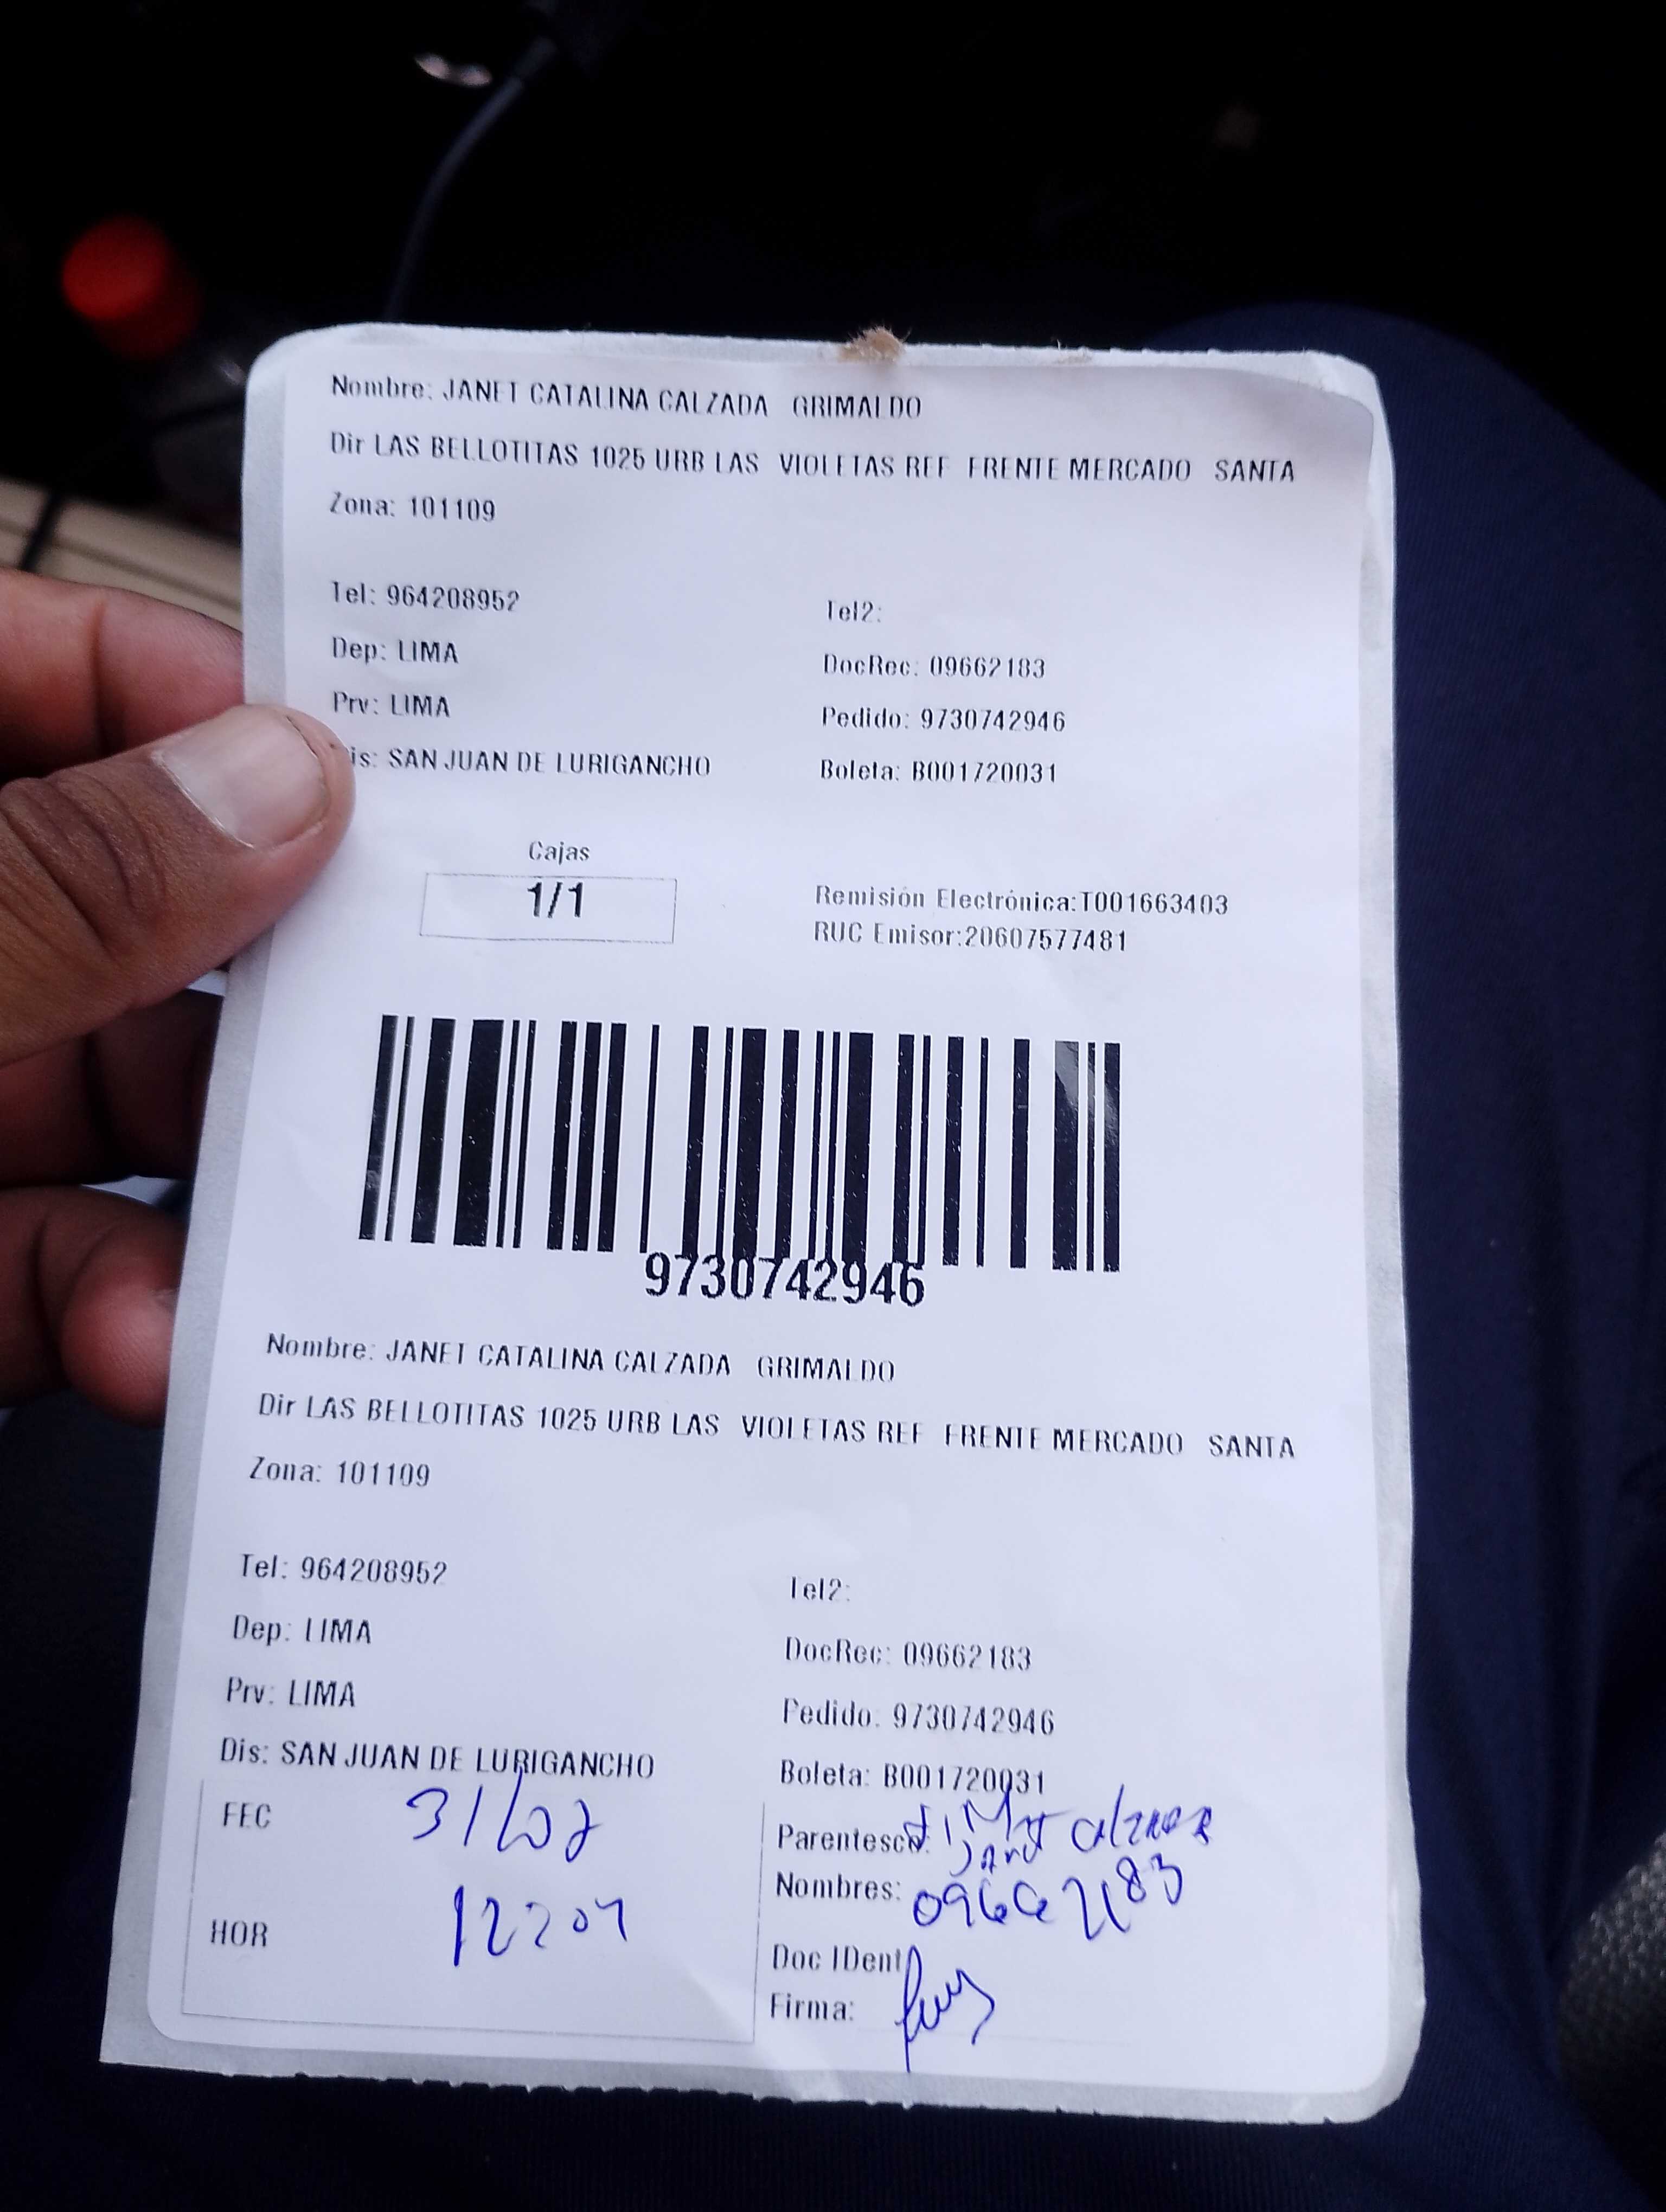 Nombre: JANET CATALINA CALZADA GRIMALDO
Dir LAS BELLOTITAS 1025 URB LAS VIOLETAS REF FRENTE MERCADO SANTA
Zona: 101109
Tel: 964208952 Tel2:
Dep: LIMA DocRec: 09662183
Prv: LIMA Pedido: 9730742946
is: SAN JUAN DE LURIGANCHO Boleta: B001720031
Cajas
1/1 Remisión Electrónica:T001663403
RUC Emisor:20607577481
9730742946
Nombre: JANET CATALINA CALZADA GRIMALDO
Dir LAS BELLOTITAS 1025 URB LAS VIOLETAS REF FRENTE MERCADO SANTA
Zona: 101109
Tel: 964208952 Tel2:
Dep: LIMA DocRec: 09662183
Prv: LIMA Pedido: 9730742946
Dis: SAN JUAN DE LURIGANCHO Boleta: B001720031
FEC Parentesco:
Nombres: 09662183
HOR Doc IDent
Firma: